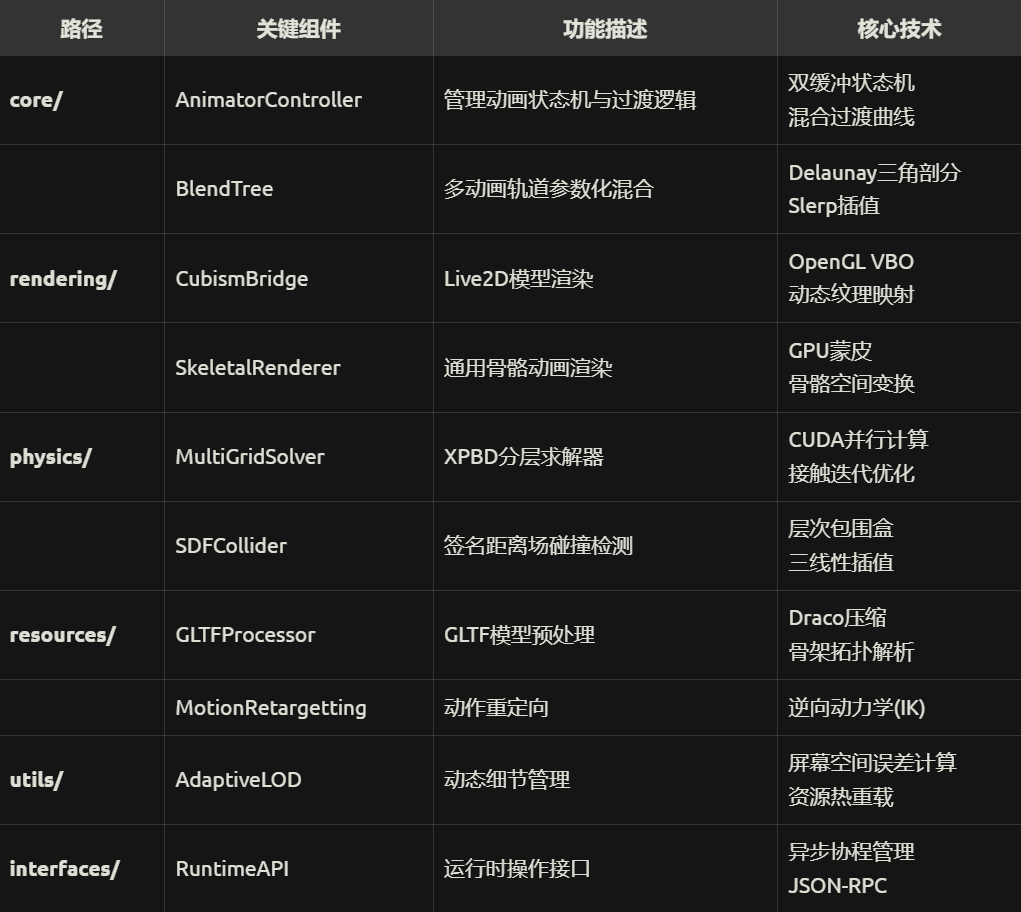 路径 关键组件 功能描述 核心技术
core/ AnimatorController 管理动画状态机与过渡逻辑 双缓冲状态机
混合过渡曲线
BlendTree 多动画轨道参数化混合 Delaunay三角剖分
Slerp插值
rendering/ CubismBridge Live2D模型渲染 OpenGL VBO
动态纹理映射
SkeletalRenderer 通用骨骼动画渲染 GPU蒙皮
骨骼空间变换
physics/ MultiGridSolver XPBD分层求解器 CUDA并行计算
接触迭代优化
SDFCollider 签名距离场碰撞检测 层次包围盒
三线性插值
resources/ GLTFProcessor GLTF模型预处理 Draco压缩
骨架拓扑解析
MotionRetargetting 动作重定向 逆向动力学(IK)
utils/ AdaptiveLOD 动态细节管理 屏幕空间误差计算
资源热重载
interfaces/ RuntimeAPI 运行时操作接口 异步协程管理
JSON-RPC